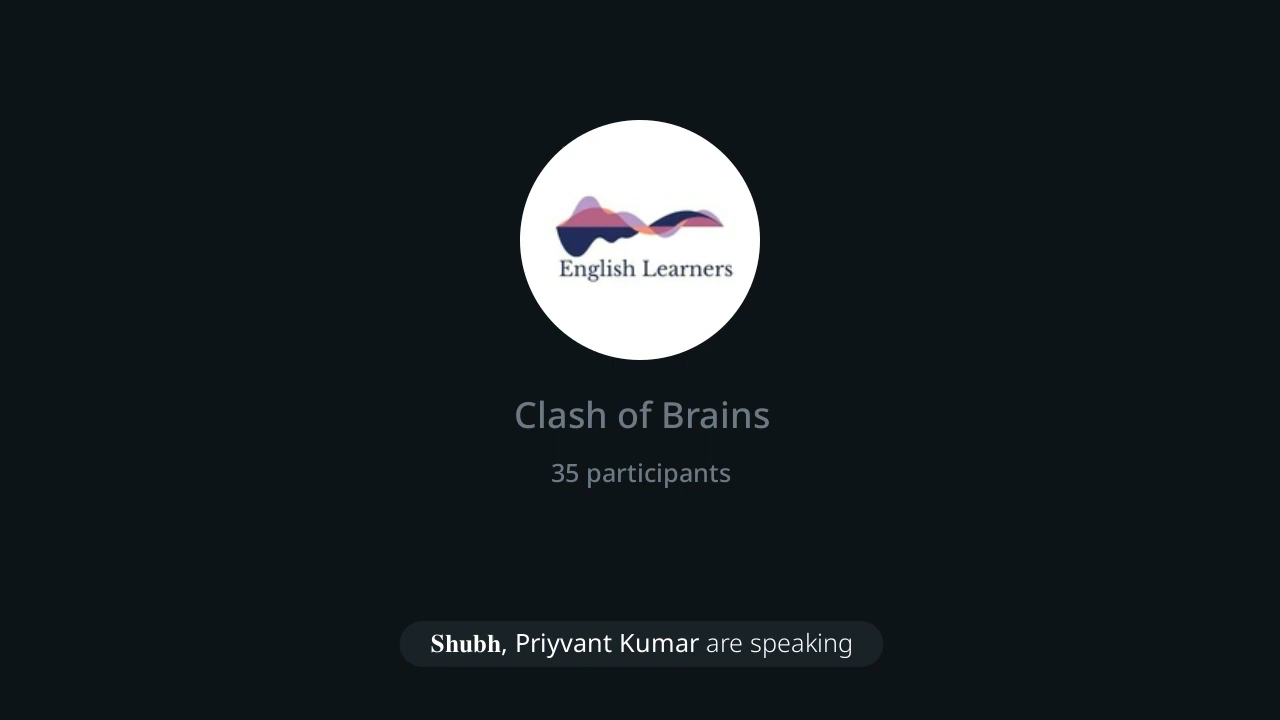 English Learners
Clash of Brains
35 participants
Shubh, Priyvant Kumar are speaking